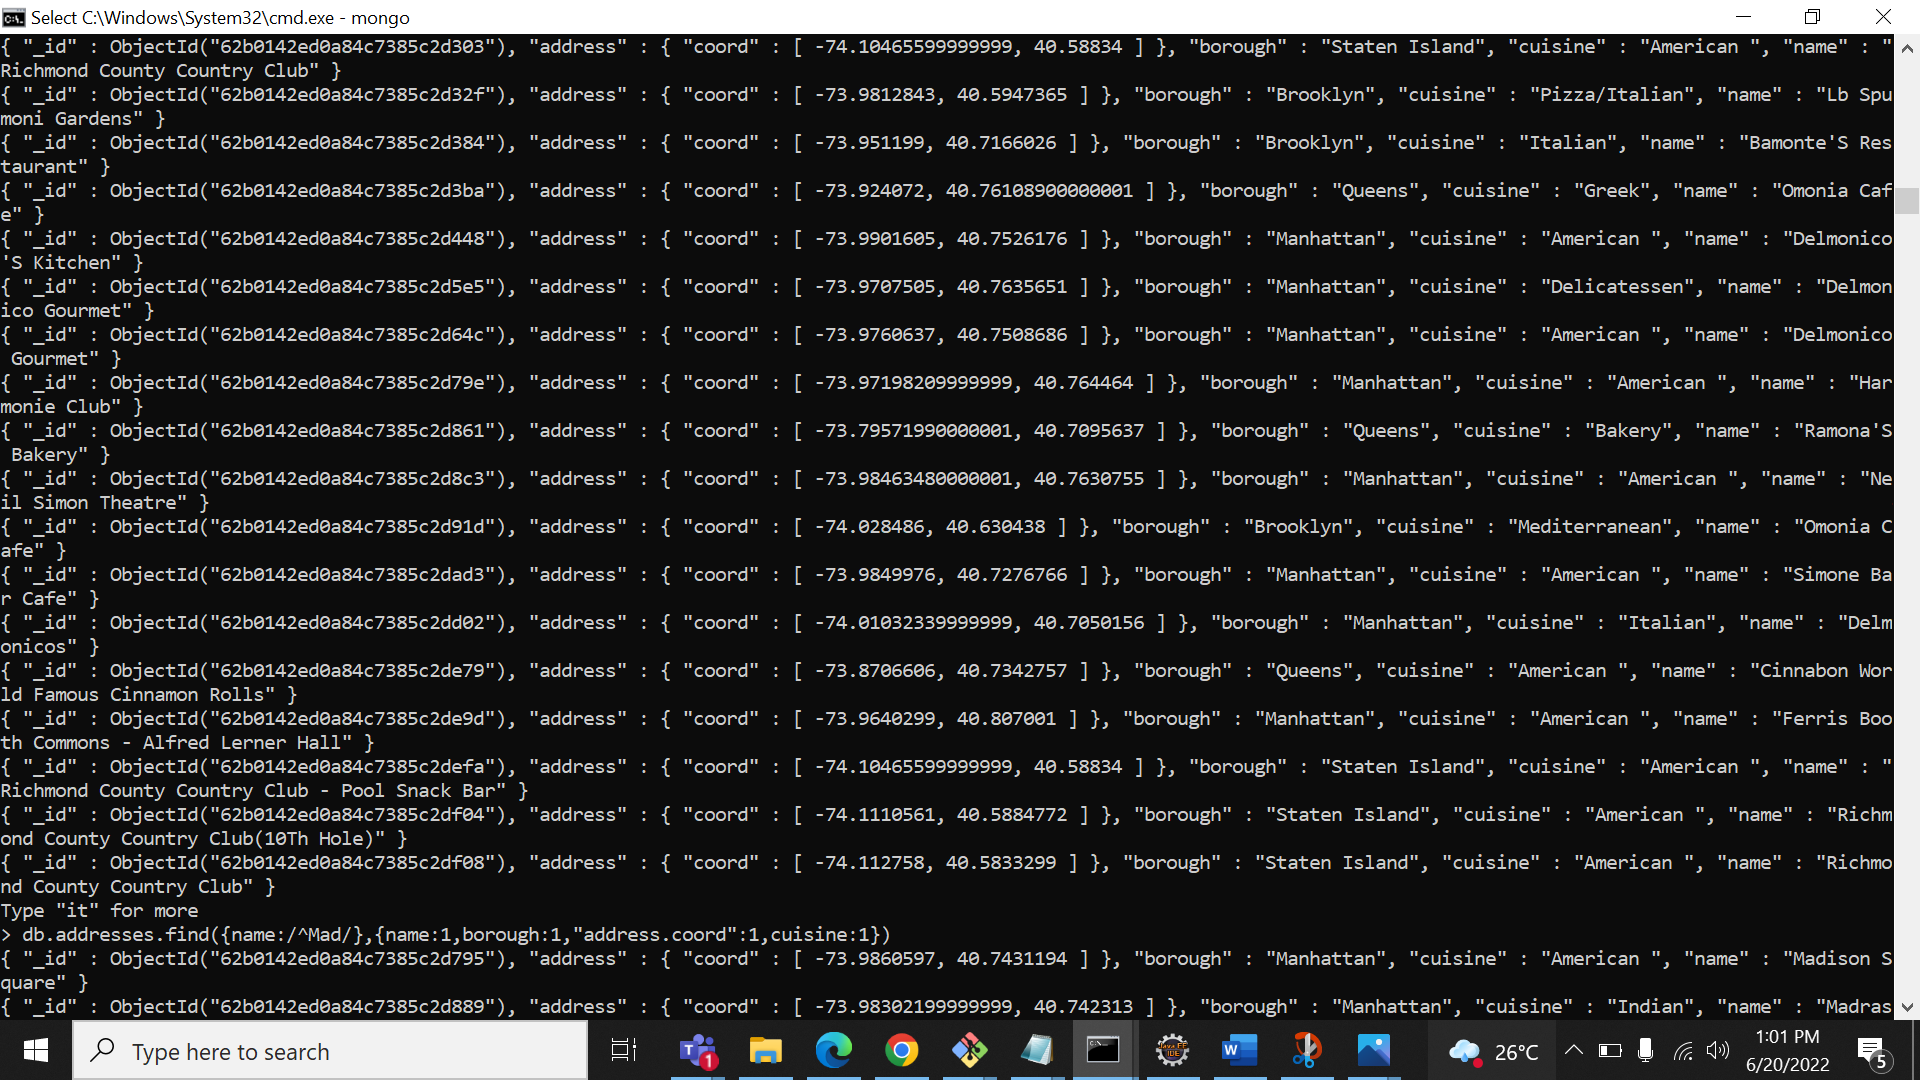 Select C:\Windows\System32\cmd.exe - mongo
{ "_id" : ObjectId("62b0142ed0a84c7385c2d303"), "address" : { "coord" : [ -74.10465599999999, 40.58834 ] }, "borough" : "Staten Island", "cuisine" : "American ", "name" : "
Richmond County Country Club" }
{ "_id" : ObjectId("62b0142ed0a84c7385c2d32f"), "address" : { "coord" : [ -73.9812843, 40.5947365 ] }, "borough" : "Brooklyn", "cuisine" : "Pizza/Italian", "name" : "Lb Spu
moni Gardens" }
{ "_id" : ObjectId("62b0142ed0a84c7385c2d384"), "address" : { "coord" : [ -73.951199, 40.7166026 ] }, "borough" : "Brooklyn", "cuisine" : "Italian", "name" : "Bamonte'S Res
taurant" }
{ "_id" : ObjectId("62b0142ed0a84c7385c2d3ba"), "address" : { "coord" : [ -73.924072, 40.76108900000001 ] }, "borough" : "Queens", "cuisine" : "Greek", "name" : "Omonia Caf
e" }
{ "_id" : ObjectId("62b0142ed0a84c7385c2d448"), "address" : { "coord" : [ -73.9901605, 40.7526176 ] }, "borough" : "Manhattan", "cuisine" : "American ", "name" : "Delmonico
'S Kitchen" }
{ "_id" : ObjectId("62b0142ed0a84c7385c2d5e5"), "address" : { "coord" : [ -73.9707505, 40.7635651 ] }, "borough" : "Manhattan", "cuisine" : "Delicatessen", "name" : "Delmon
ico Gourmet" }
{ "_id" : ObjectId("62b0142ed0a84c7385c2d64c"), "address" : { "coord" : [ -73.9760637, 40.7508686 ] }, "borough" : "Manhattan", "cuisine" : "American ", "name" : "Delmonico
 Gourmet" }
{ "_id" : ObjectId("62b0142ed0a84c7385c2d79e"), "address" : { "coord" : [ -73.97198209999999, 40.764464 ] }, "borough" : "Manhattan", "cuisine" : "American ", "name" : "Har
monie Club" }
{ "_id" : ObjectId("62b0142ed0a84c7385c2d861"), "address" : { "coord" : [ -73.79571990000001, 40.7095637 ] }, "borough" : "Queens", "cuisine" : "Bakery", "name" : "Ramona'S
 Bakery" }
{ "_id" : ObjectId("62b0142ed0a84c7385c2d8c3"), "address" : { "coord" : [ -73.98463480000001, 40.7630755 ] }, "borough" : "Manhattan", "cuisine" : "American ", "name" : "Ne
il Simon Theatre" }
{ "_id" : ObjectId("62b0142ed0a84c7385c2d91d"), "address" : { "coord" : [ -74.028486, 40.630438 ] }, "borough" : "Brooklyn", "cuisine" : "Mediterranean", "name" : "Omonia C
afe" }
{ "_id" : ObjectId("62b0142ed0a84c7385c2dad3"), "address" : { "coord" : [ -73.9849976, 40.7276766 ] }, "borough" : "Manhattan", "cuisine" : "American ", "name" : "Simone Ba
r Cafe" }
{ "_id" : ObjectId("62b0142ed0a84c7385c2dd02"), "address" : { "coord" : [ -74.01032339999999, 40.7050156 ] }, "borough" : "Manhattan", "cuisine" : "Italian", "name" : "Delm
onicos" }
{ "_id" : ObjectId("62b0142ed0a84c7385c2de79"), "address" : { "coord" : [ -73.8706606, 40.7342757 ] }, "borough" : "Queens", "cuisine" : "American ", "name" : "Cinnabon Wor
ld Famous Cinnamon Rolls" }
{ "_id" : ObjectId("62b0142ed0a84c7385c2de9d"), "address" : { "coord" : [ -73.9640299, 40.807001 ] }, "borough" : "Manhattan", "cuisine" : "American ", "name" : "Ferris Boo
th Commons - Alfred Lerner Hall" }
{ "_id" : ObjectId("62b0142ed0a84c7385c2defa"), "address" : { "coord" : [ -74.10465599999999, 40.58834 ] }, "borough" : "Staten Island", "cuisine" : "American ", "name" : "
Richmond County Country Club - Pool Snack Bar" }
{ "_id" : ObjectId("62b0142ed0a84c7385c2df04"), "address" : { "coord" : [ -74.1110561, 40.5884772 ] }, "borough" : "Staten Island", "cuisine" : "American ", "name" : "Richm
ond County Country Club(10Th Hole)" }
{ "_id" : ObjectId("62b0142ed0a84c7385c2df08"), "address" : { "coord" : [ -74.112758, 40.5833299 ] }, "borough" : "Staten Island", "cuisine" : "American ", "name" : "Richmo
nd County Country Club" }
Type "it" for more
> db.addresses.find({name:/^Mad/},{name:1,borough:1,"address.coord":1,cuisine:1})
{ "_id" : ObjectId("62b0142ed0a84c7385c2d795"), "address" : { "coord" : [ -73.9860597, 40.7431194 ] }, "borough" : "Manhattan", "cuisine" : "American ", "name" : "Madison S
quare" }
{ "_id" : ObjectId("62b0142ed0a84c7385c2d889"), "address" : { "coord" : [ -73.98302199999999, 40.742313 ] }, "borough" : "Manhattan", "cuisine" : "Indian", "name" : "Madras
Type here to search
26°C
1:01 PM
6/20/2022
5